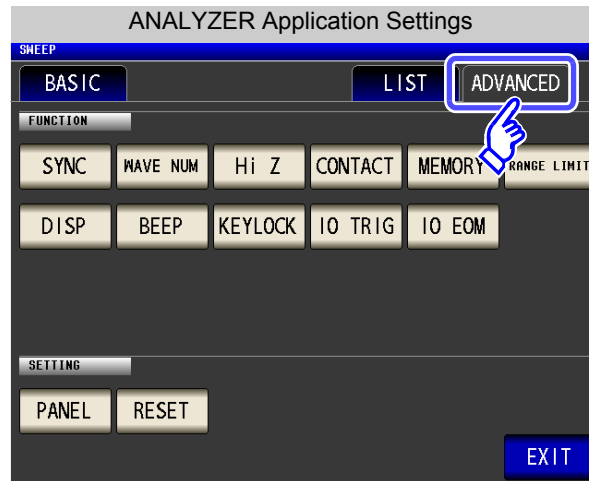 ANALYZER Application Settings
SWEEP
BASIC LIST ADVANCED
FUNCTION
SYNC WAVE NUM Hi Z CONTACT MEMORY RANGE LIMIT
DISP BEEP KEYLOCK IO TRIG IO EOM
SETTING
PANEL RESET
EXIT